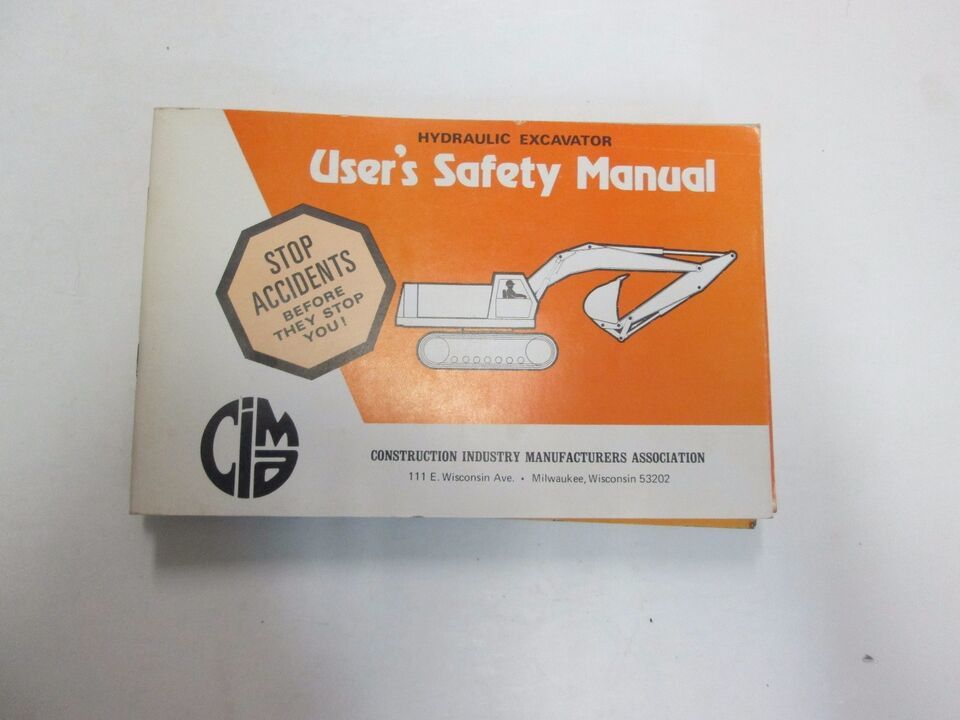 HYDRAULIC EXCAVATOR
User's Safety Manual
STOP
ACCIDENTS
BEFORE
THEY STOP
YOU!
CIMA
CONSTRUCTION INDUSTRY MANUFACTURERS ASSOCIATION
111 E. Wisconsin Ave. • Milwaukee, Wisconsin 53202